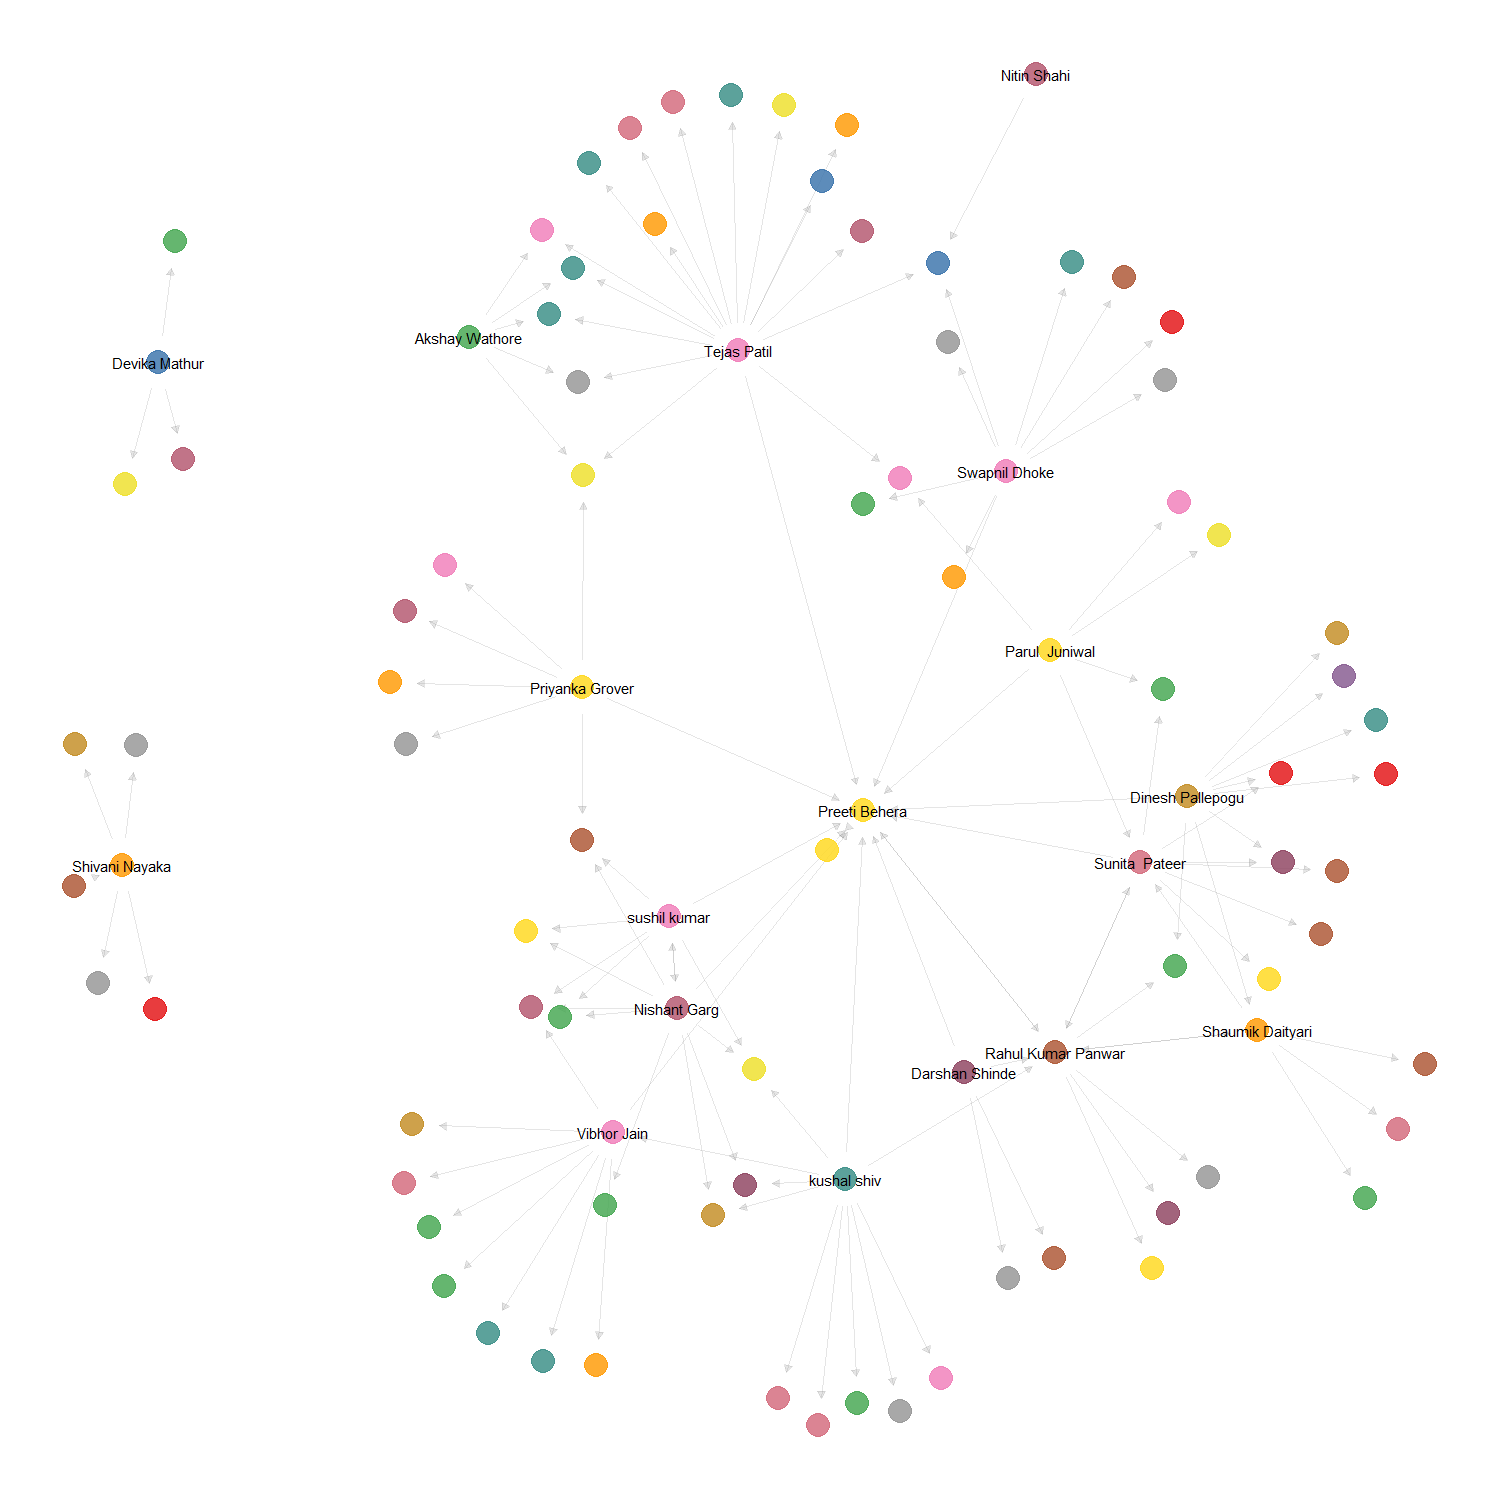 Nitin Shahi
Akshay Wathore
Tejas Patil
Devika Mathur
Swapnil Dhoke
Parul  Juniwal
Priyanka Grover
Dinesh Pallepogu
Preeti Behera
Sunita  Pateer
Shivani Nayaka
sushil kumar
Nishant Garg
Shaumik Daityari
Rahul Kumar Panwar
Darshan Shinde
Vibhor Jain
kushal shiv